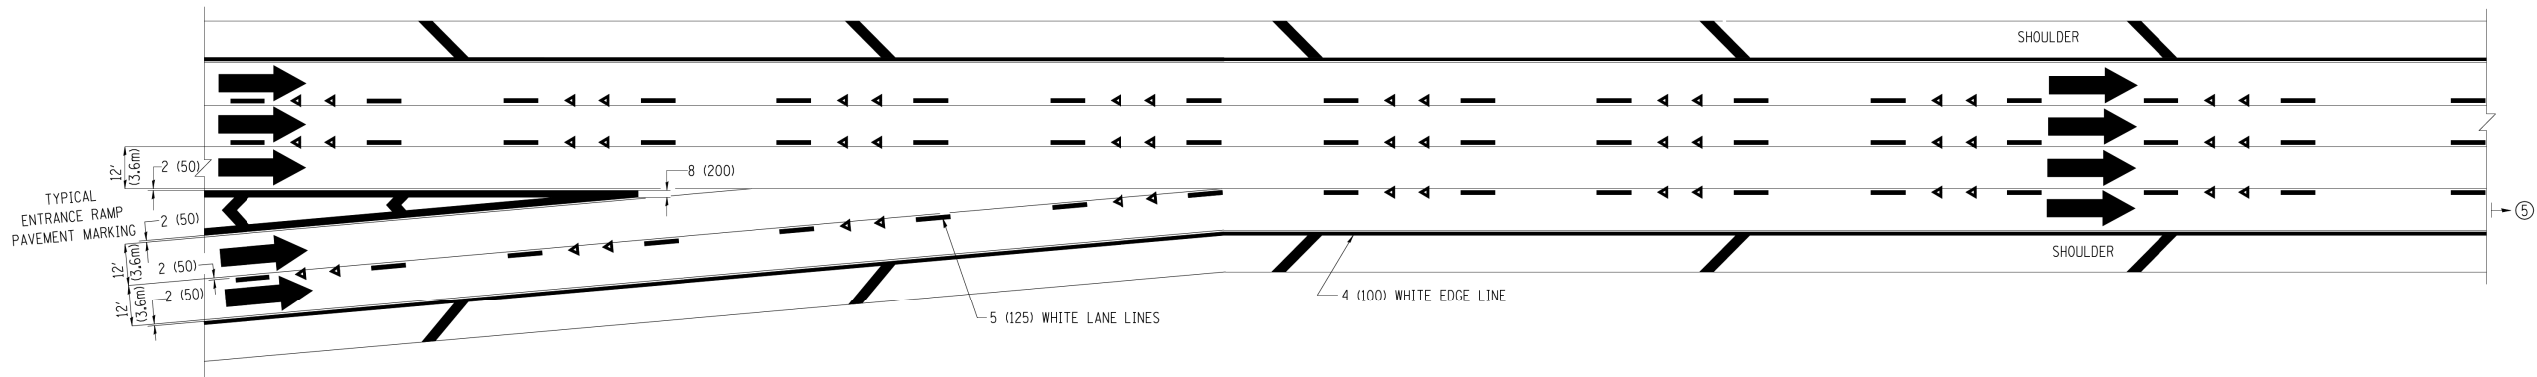 SHOULDER
12'
(3.6m)
2 (50)
8 (200)
TYPICAL
ENTRANCE RAMP
PAVEMENT MARKING
2 (50)
12'
(3.6m)
2 (50)
12'
(3.6m)
2 (50)
5
SHOULDER
4 (100) WHITE EDGE LINE
5 (125) WHITE LANE LINES